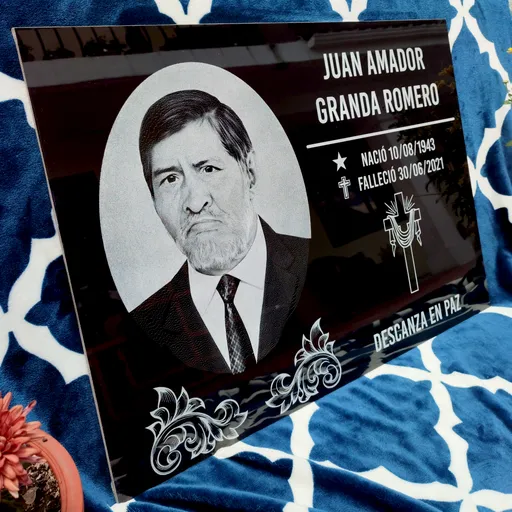 JUAN AMADOR
GRANDA ROMERO
NACIÓ 10/08/1943
FALLECIÓ 30/06/2021
DESCANZA EN PAZ